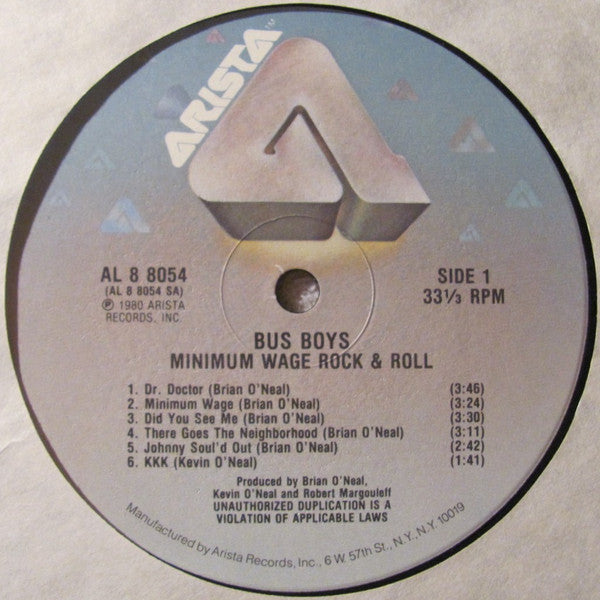 ARISTA™
AL 8 8054
(AL 8 8054 SA)
℗ 1980 ARISTA
RECORDS, INC.
SIDE 1
33⅓ RPM
BUS BOYS
MINIMUM WAGE ROCK & ROLL
1. Dr. Doctor (Brian O'Neal) (3:46)
2. Minimum Wage (Brian O'Neal) (3:24)
3. Did You See Me (Brian O'Neal) (3:30)
4. There Goes The Neighborhood (Brian O'Neal) (3:11)
5. Johnny Soul'd Out (Brian O'Neal) (2:42)
6. KKK (Kevin O'Neal) (1:41)
Produced by Brian O'Neal,
Kevin O'Neal and Robert Margouleff
UNAUTHORIZED DUPLICATION IS A
VIOLATION OF APPLICABLE LAWS
Manufactured by Arista Records, Inc., 6 W. 57th St., N.Y., N.Y. 10019